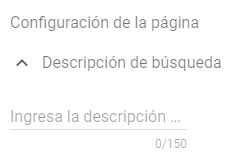 Configuración de la página
Descripción de búsqueda
Ingresa la descripción ...
0/150